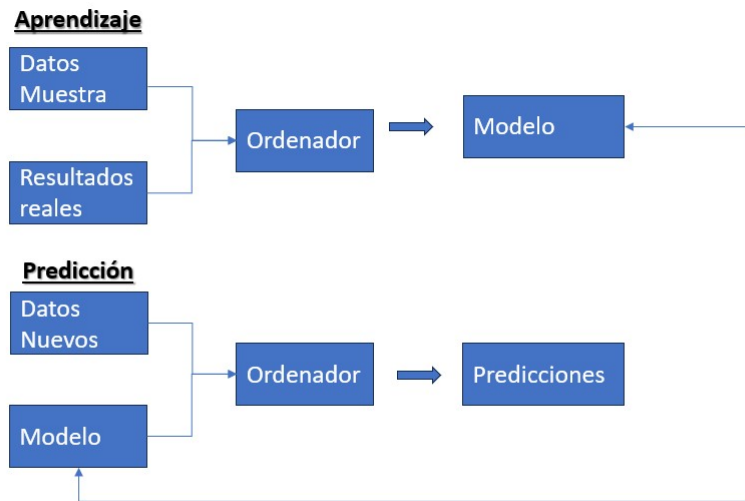 Aprendizaje
Datos
Muestra
Ordenador
Modelo
Resultados
reales
Predicción
Datos
Nuevos
Ordenador
Predicciones
Modelo